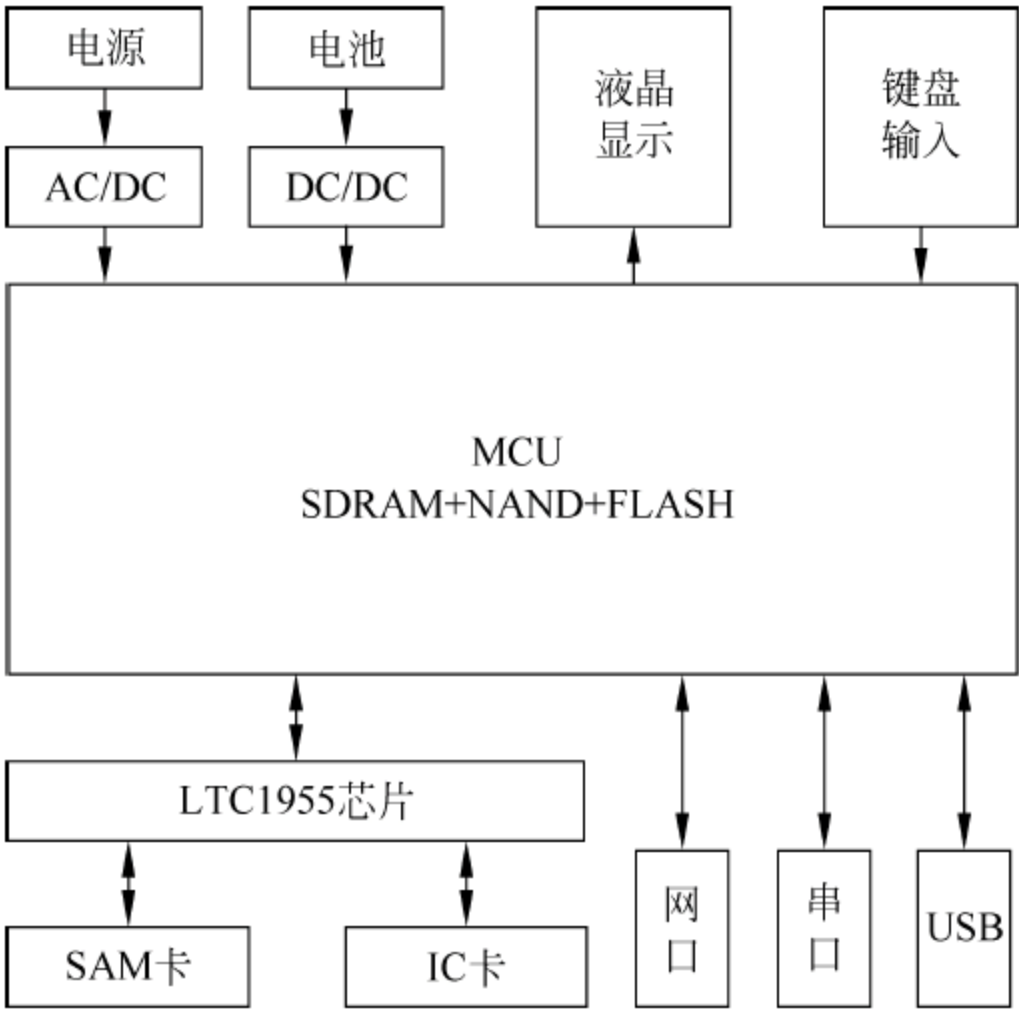 电源
电池
液晶
显示
键盘
输入
AC/DC
DC/DC
MCU
SDRAM+NAND+FLASH
LTC1955芯片
SAM卡
IC卡
网
口
串
口
USB